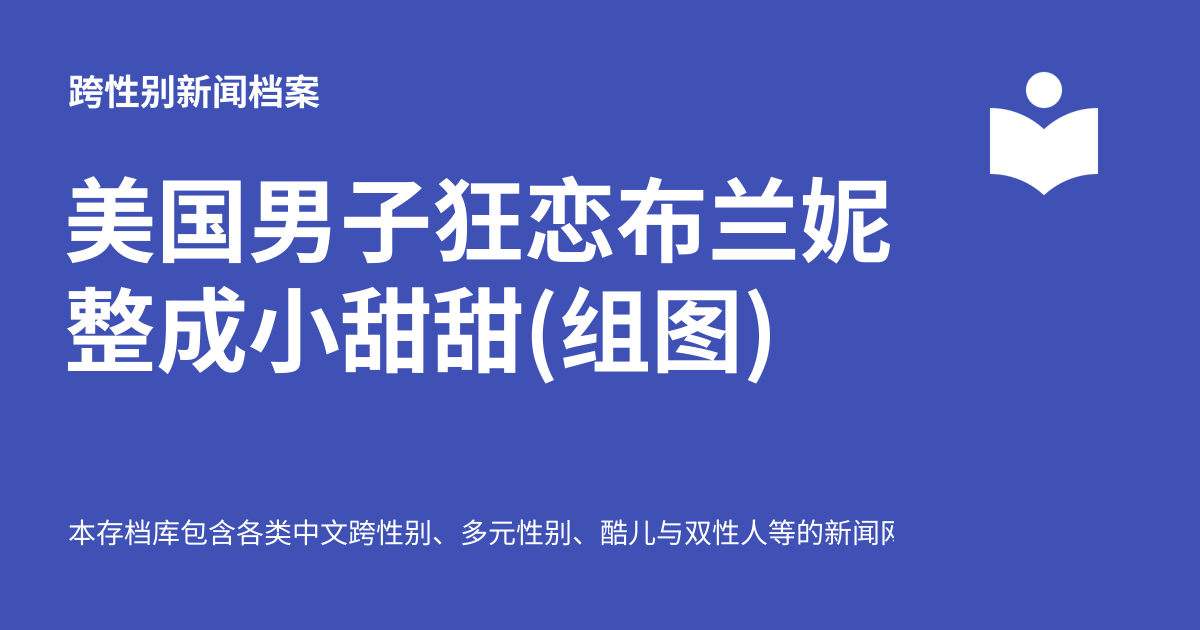 跨性别新闻档案
美国男子狂恋布兰妮
整成小甜甜(组图)
本存档库包含各类中文跨性别、多元性别、酷儿与双性人等的新闻